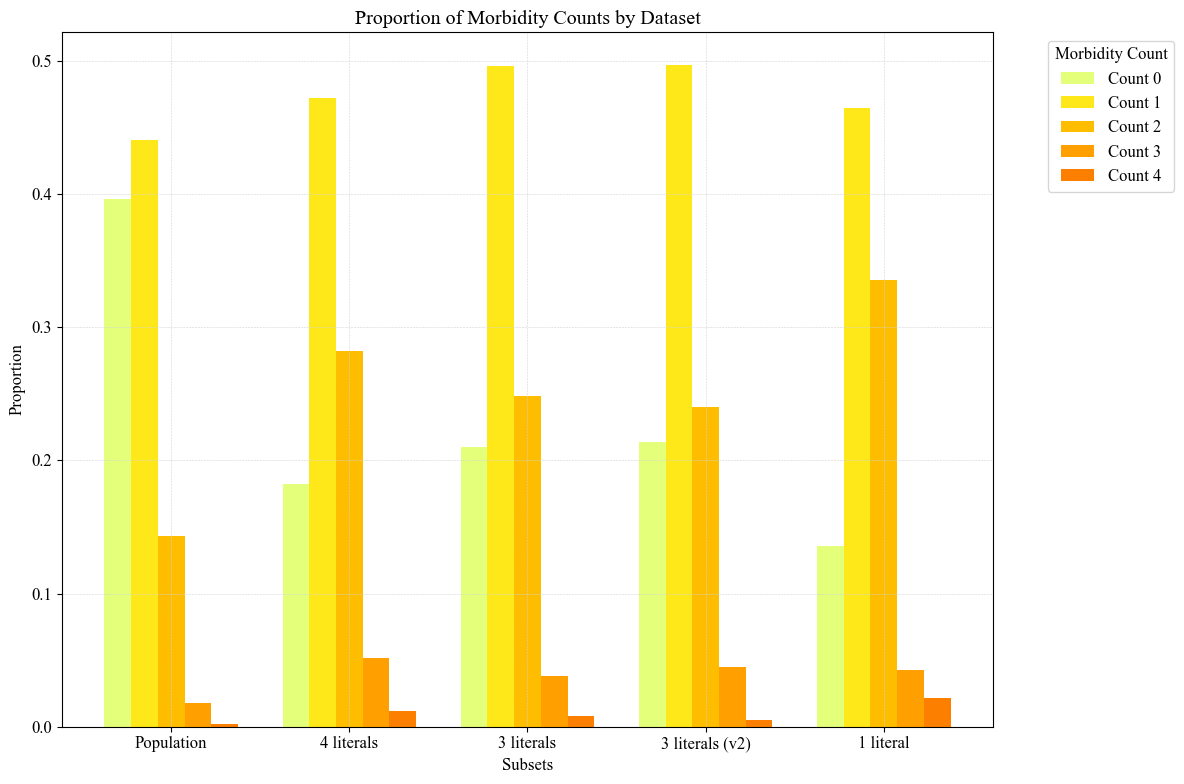 Proportion of Morbidity Counts by Dataset
Morbidity Count
Count 0
Count 1
Count 2
Count 3
Count 4
Proportion
0.5
0.4
0.3
0.2
0.1
0.0
Population
4 literals
3 literals
3 literals (v2)
1 literal
Subsets